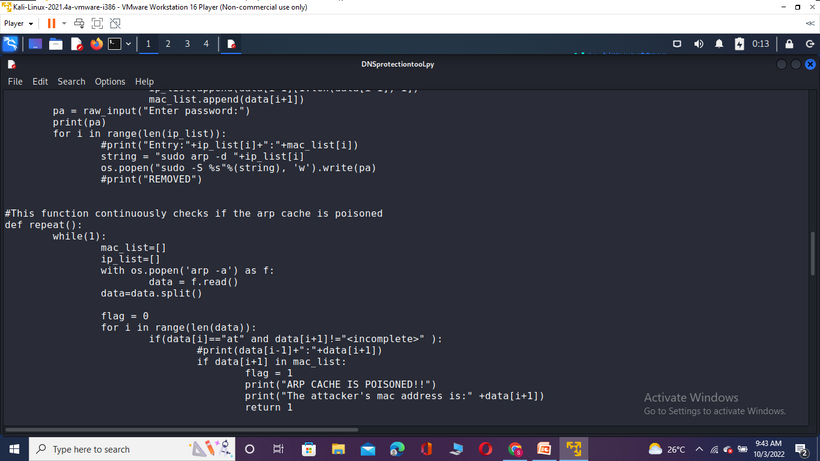 Kali-Linux-2021.4a-vmware-i386 - VMware Workstation 16 Player (Non-commercial use only)
Player
1 2 3 4
0:13
DNSprotectiontool.py
File Edit Search Options Help
mac_list.append(data[i+1])
pa = raw_input("Enter password:")
print(pa)
for i in range(len(ip_list)):
#print("Entry:"+ip_list[i]+":"+mac_list[i])
string = "sudo arp -d "+ip_list[i]
os.popen("sudo -S %s"%(string), 'w').write(pa)
#print("REMOVED")
#This function continuously checks if the arp cache is poisoned
def repeat():
while(1):
mac_list=[]
ip_list=[]
with os.popen('arp -a') as f:
data = f.read()
data=data.split()
flag = 0
for i in range(len(data)):
if(data[i]=="at" and data[i+1]!="<incomplete>" ):
#print(data[i-1]+":"+data[i+1])
if data[i+1] in mac_list:
flag = 1
print("ARP CACHE IS POISONED!!")
print("The attacker's mac address is:" +data[i+1])
return 1
Activate Windows
Go to Settings to activate Windows.
Type here to search
26°C
9:43 AM
10/3/2022
2